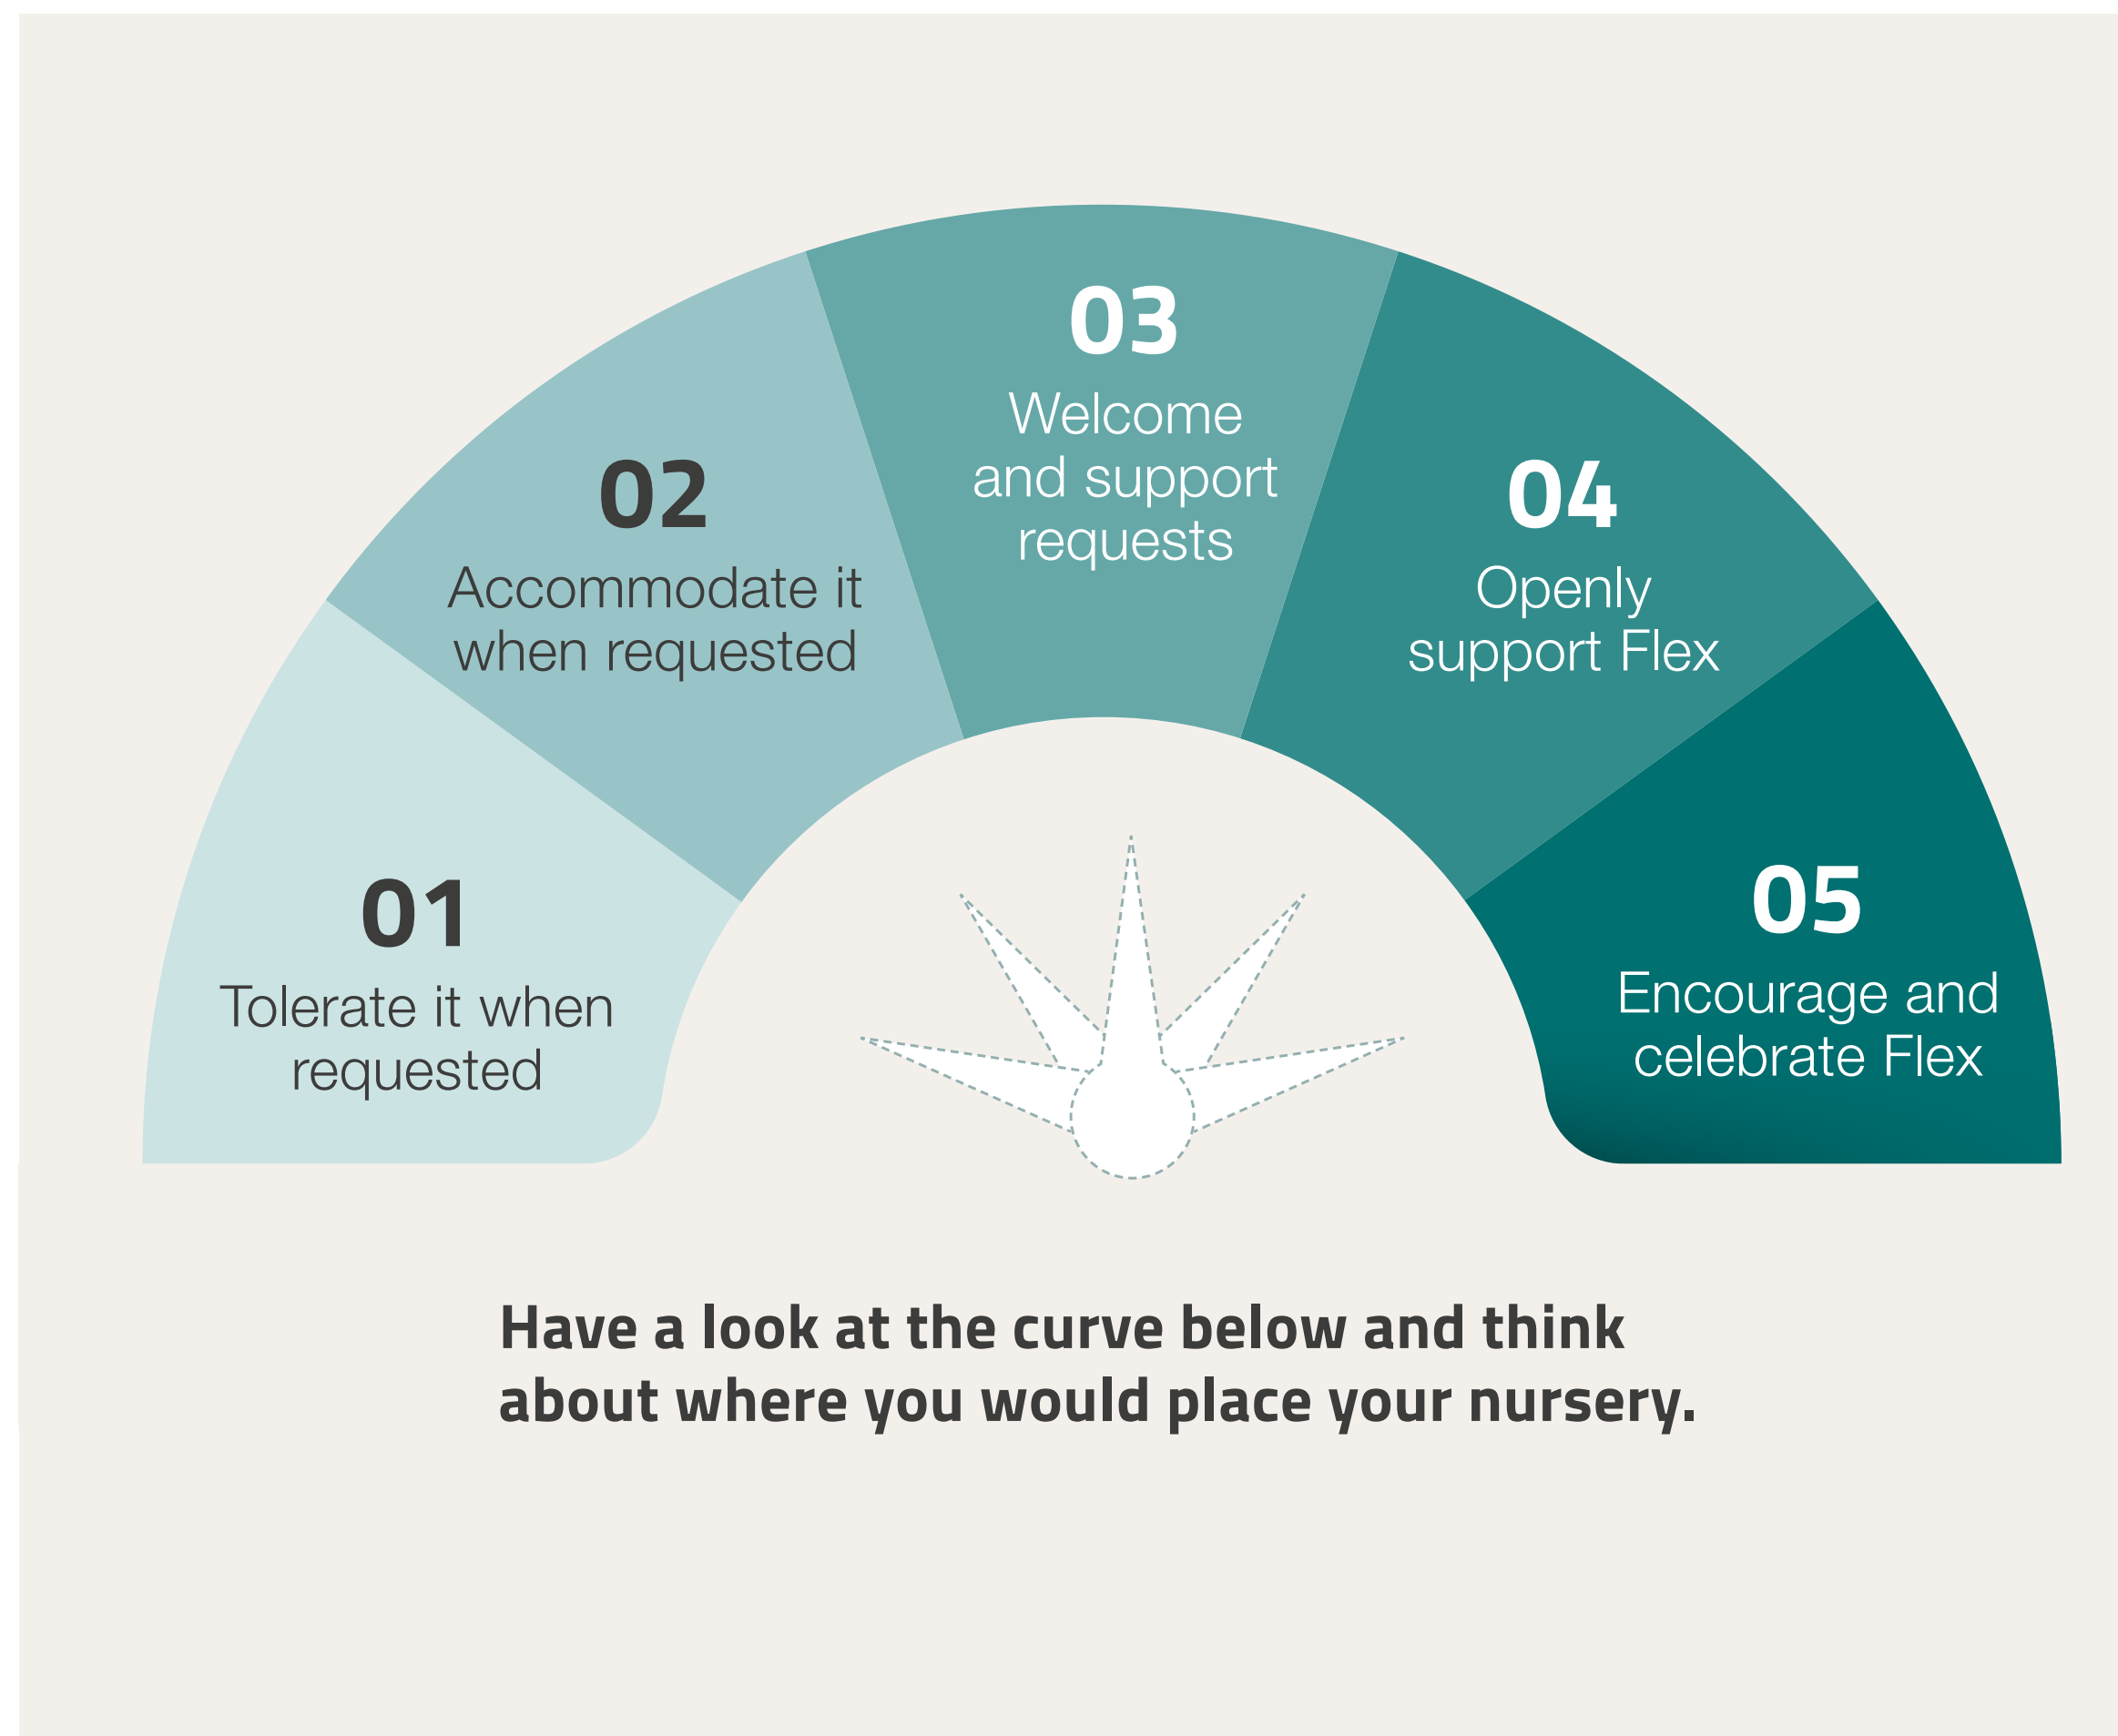 01
Tolerate it when
requested
02
Accommodate it
when requested
03
Welcome
and support
requests
04
Openly
support Flex
05
Encourage and
celebrate Flex
Have a look at the curve below and think
about where you would place your nursery.